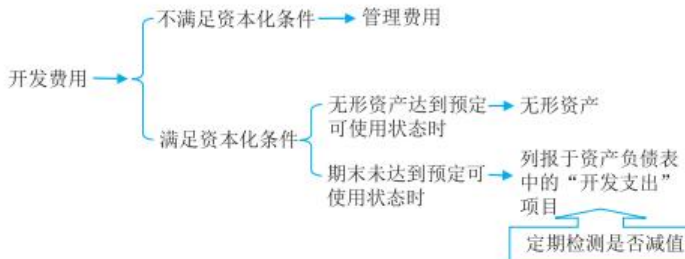 不满足资本化条件
管理费用
开发费用
满足资本化条件
无形资产达到预定
可使用状态时
无形资产
期末未达到预定可
使用状态时
列报于资产负债表
中的“开发支出”
项目
定期检测是否减值